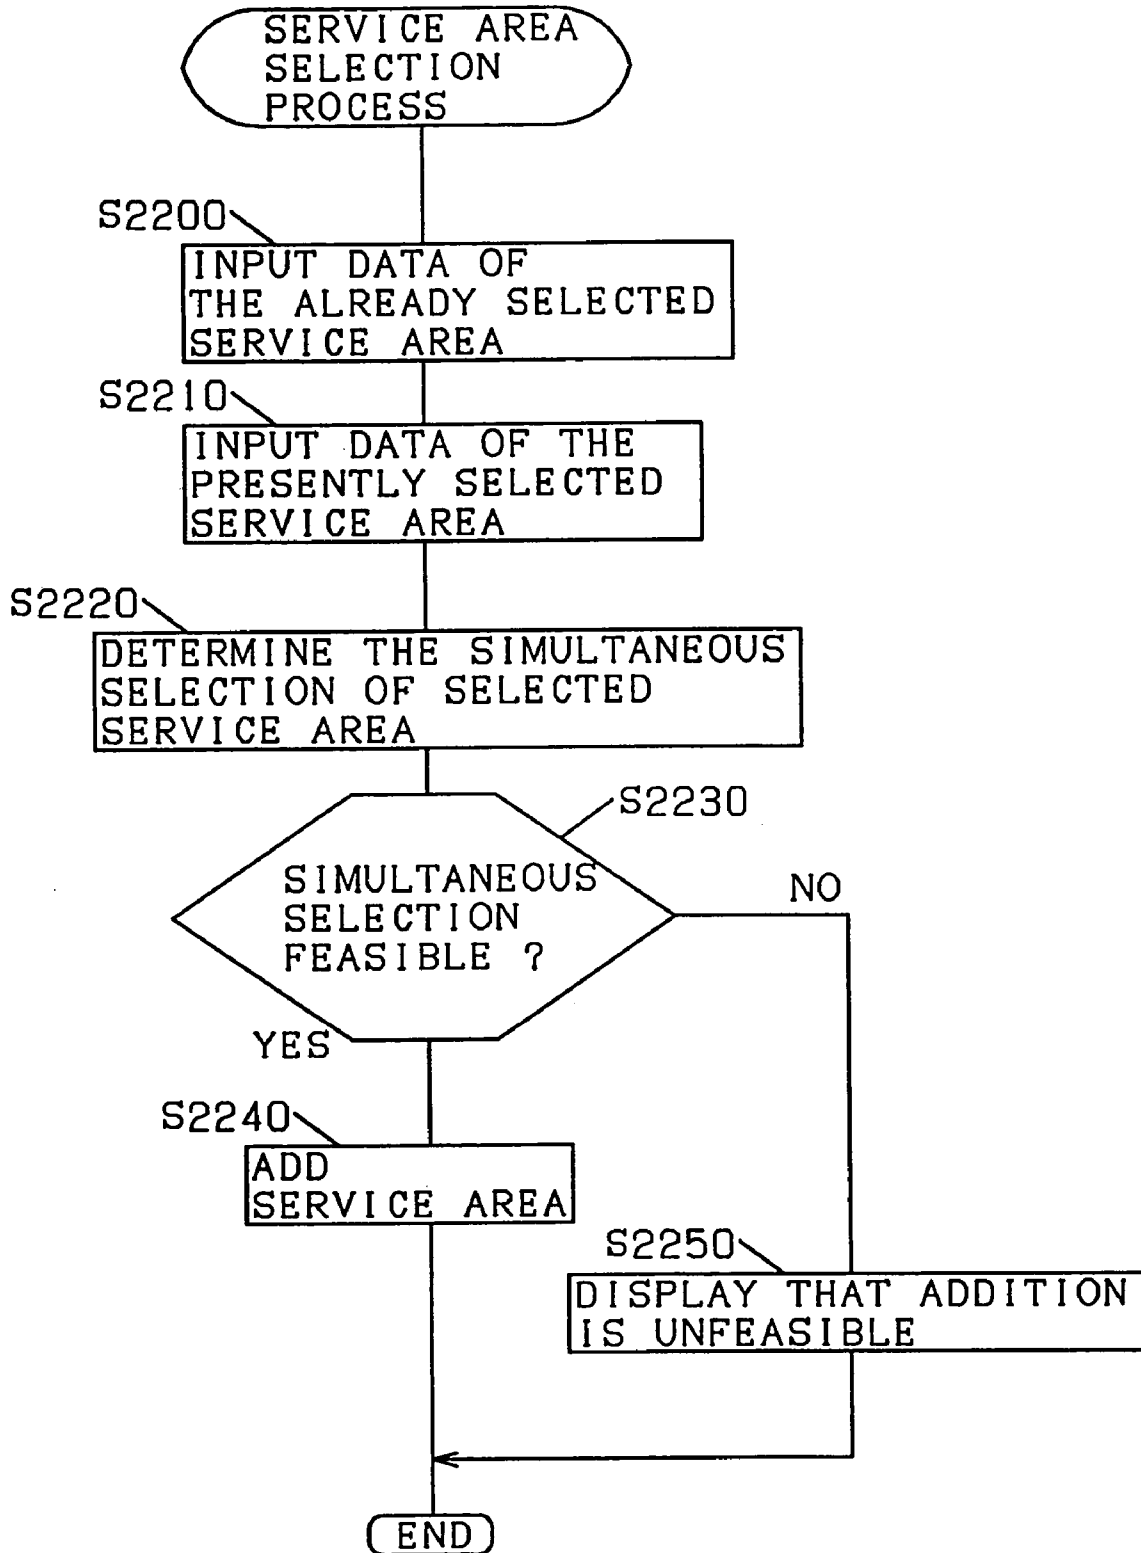 SERVICE AREA
SELECTION
PROCESS
S2200
INPUT DATA OF
THE ALREADY SELECTED
SERVICE AREA
S2210
INPUT DATA OF THE
PRESENTLY SELECTED
SERVICE AREA
S2220
DETERMINE THE SIMULTANEOUS
SELECTION OF SELECTED
SERVICE AREA
S2230
SIMULTANEOUS
SELECTION
FEASIBLE ?
NO
YES
S2240
ADD
SERVICE AREA
S2250
DISPLAY THAT ADDITION
IS UNFEASIBLE
END